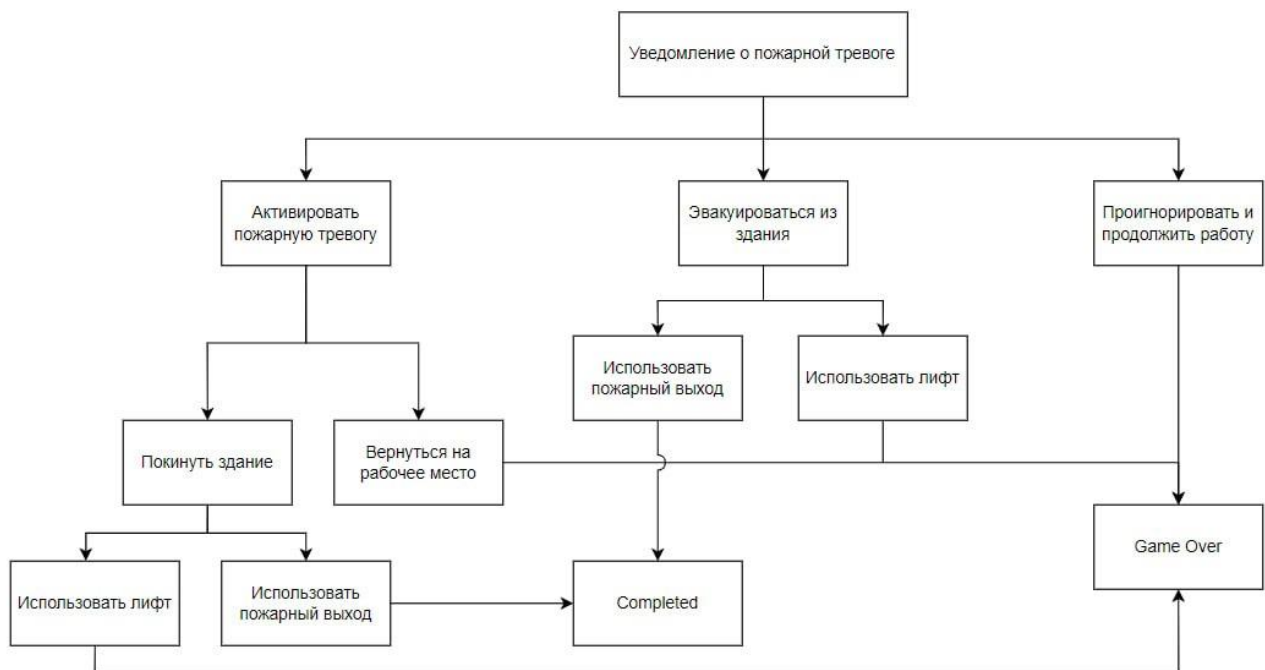 Уведомление о пожарной тревоге
Активировать
пожарную тревогу
Эвакуироваться из
здания
Проигнорировать и
продолжить работу
Использовать
пожарный выход
Использовать лифт
Покинуть здание
Вернуться на
рабочее место
Game Over
Использовать лифт
Использовать
пожарный выход
Completed